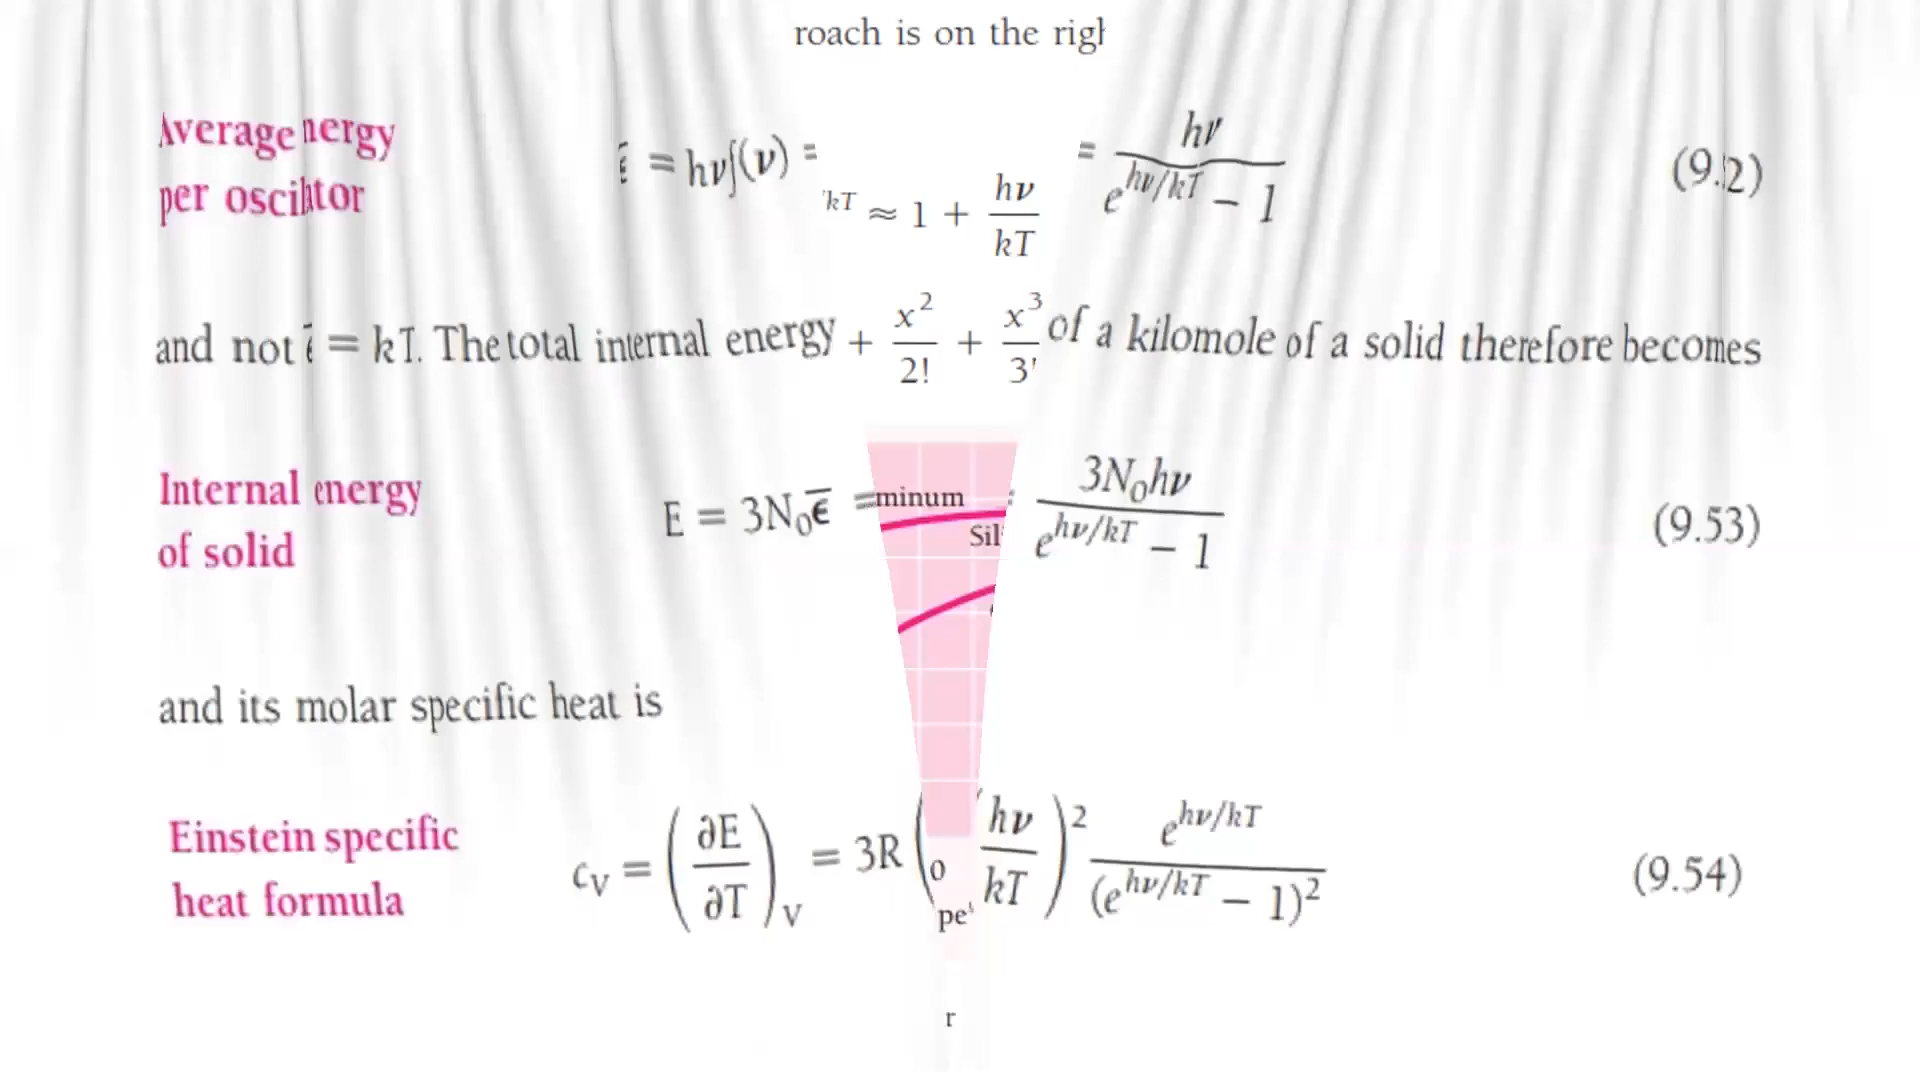 roach is on the righ
Average nergy
per oscillator
ε̄ = hνf(ν) = = hν / (e^{hν/kT} − 1) (9.52)
kT ≈ 1 + hν/kT
and not ε̄ = kT. The total internal energy of a kilomole of a solid therefore becomes
+ x²/2! + x³/3!
Internal energy
of solid
E = 3N₀ε̄ = 3N₀hν / (e^{hν/kT} − 1) (9.53)
minum
Sil
and its molar specific heat is
Einstein specific
heat formula
c_V = (∂E/∂T)_V = 3R (hν/kT)² e^{hν/kT} / (e^{hν/kT} − 1)² (9.54)
0
pe
r